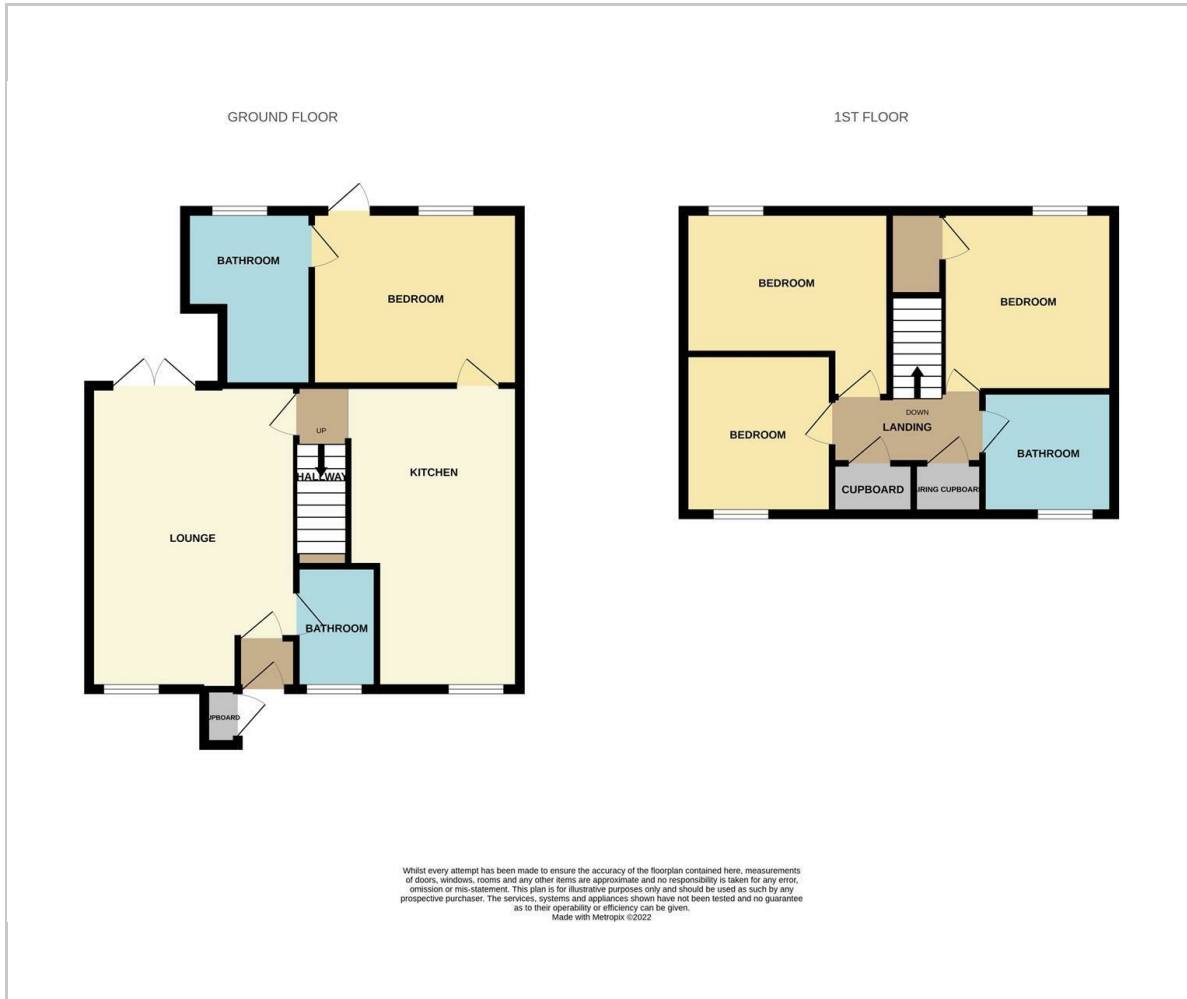 GROUND FLOOR
1ST FLOOR
BATHROOM
BEDROOM
UP
HALLWAY
KITCHEN
LOUNGE
BATHROOM
UPBOARD
BEDROOM
BEDROOM
DOWN
LANDING
BEDROOM
BATHROOM
CUPBOARD
IRING CUPBOARD
Whilst every attempt has been made to ensure the accuracy of the floorplan contained here, measurements
of doors, windows, rooms and any other items are approximate and no responsibility is taken for any error,
omission or mis-statement. This plan is for illustrative purposes only and should be used as such by any
prospective purchaser. The services, systems and appliances shown have not been tested and no guarantee
as to their operability or efficiency can be given.
Made with Metropix ©2022